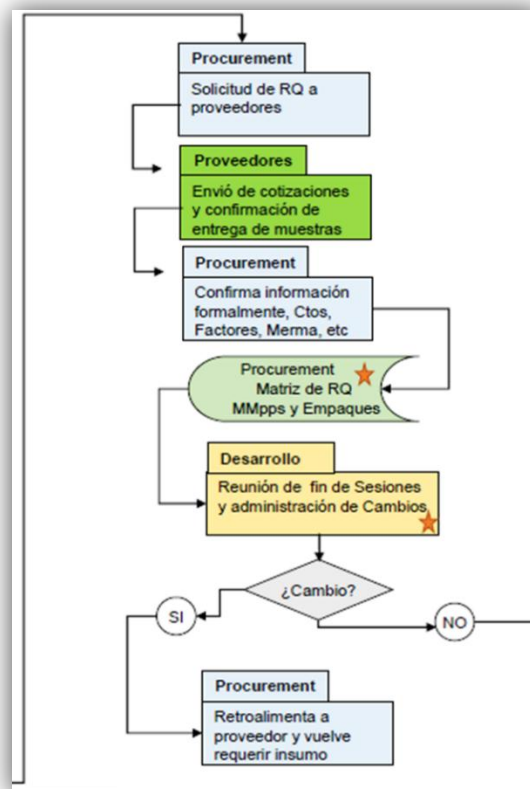 Procurement
Solicitud de RQ a
proveedores
Proveedores
Envió de cotizaciones
y confirmación de
entrega de muestras
Procurement
Confirma información
formalmente, Ctos,
Factores, Merma, etc
Procurement
Matriz de RQ
MMpps y Empaques
Desarrollo
Reunión de fin de Sesiones
y administración de Cambios
¿Cambio?
SI
NO
Procurement
Retroalimenta a
proveedor y vuelve
requerir insumo